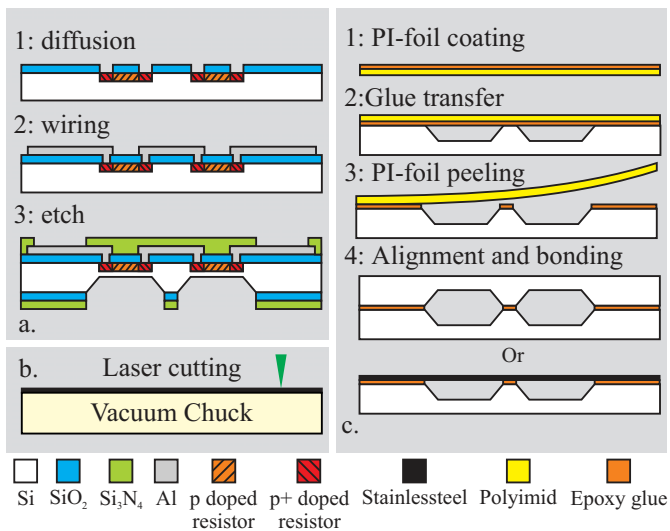 1: diffusion
2: wiring
3: etch
a.
b.
Laser cutting
Vacuum Chuck
1: PI-foil coating
2:Glue transfer
3: PI-foil peeling
4: Alignment and bonding
Or
c.
Si
SiO₂
Si₃N₄
Al
p doped
resistor
p+ doped
resistor
Stainlessteel
Polyimid
Epoxy glue